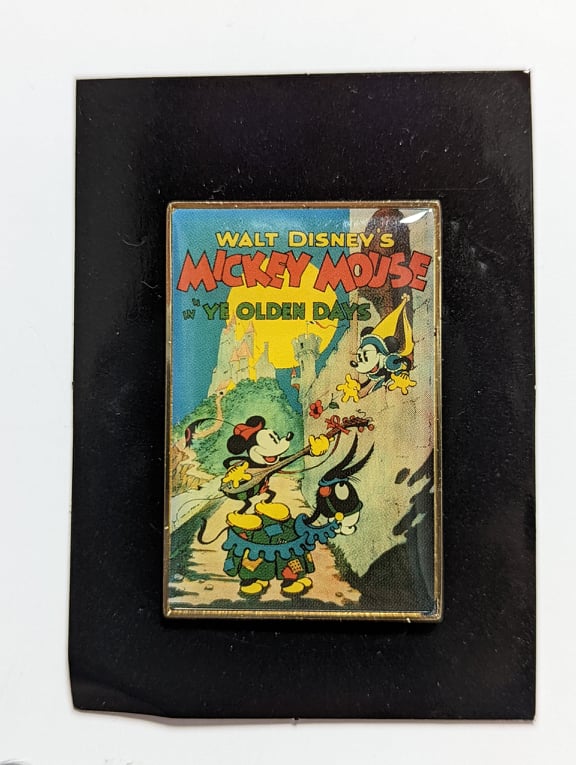 WALT DISNEY'S
MICKEY MOUSE
IN "YE OLDEN DAYS